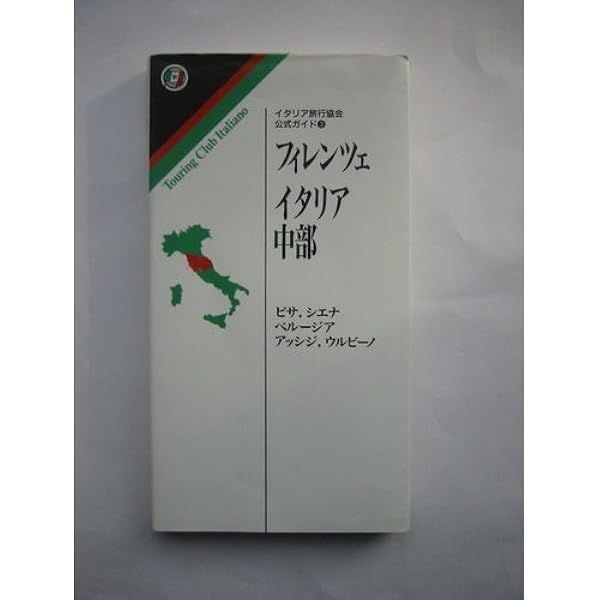 Touring Club Italiano
イタリア旅行協会
公式ガイド3
フィレンツェ
イタリア
中部
ピサ, シエナ
ペルージア
アッシジ, ウルビーノ